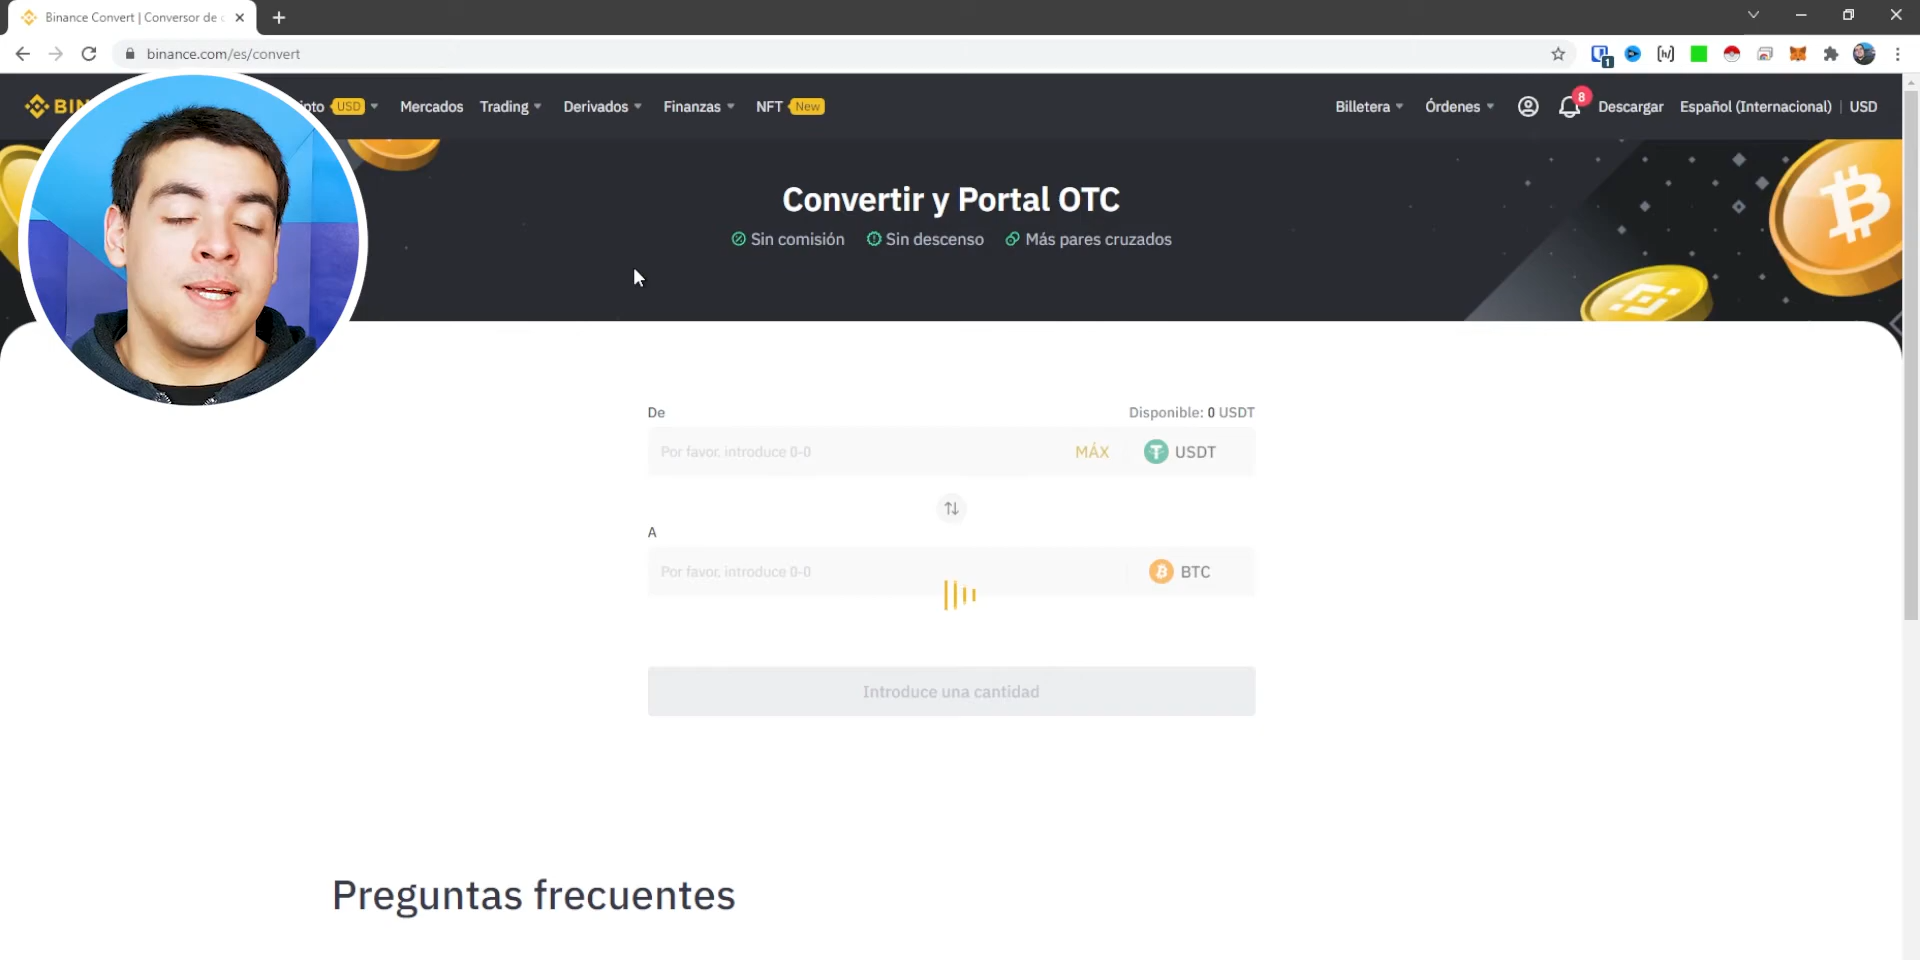 Binance Convert | Conversor de
binance.com/es/convert
1
BIN
USD
Mercados
Trading
Derivados
Finanzas
NFT
New
Billetera
Órdenes
8
Descargar
Español (Internacional) | USD
Convertir y Portal OTC
Sin comisión
Sin descenso
Más pares cruzados
De
Disponible: 0 USDT
Por favor, introduce 0-0
MÁX
USDT
A
Por favor, introduce 0-0
BTC
Introduce una cantidad
Preguntas frecuentes